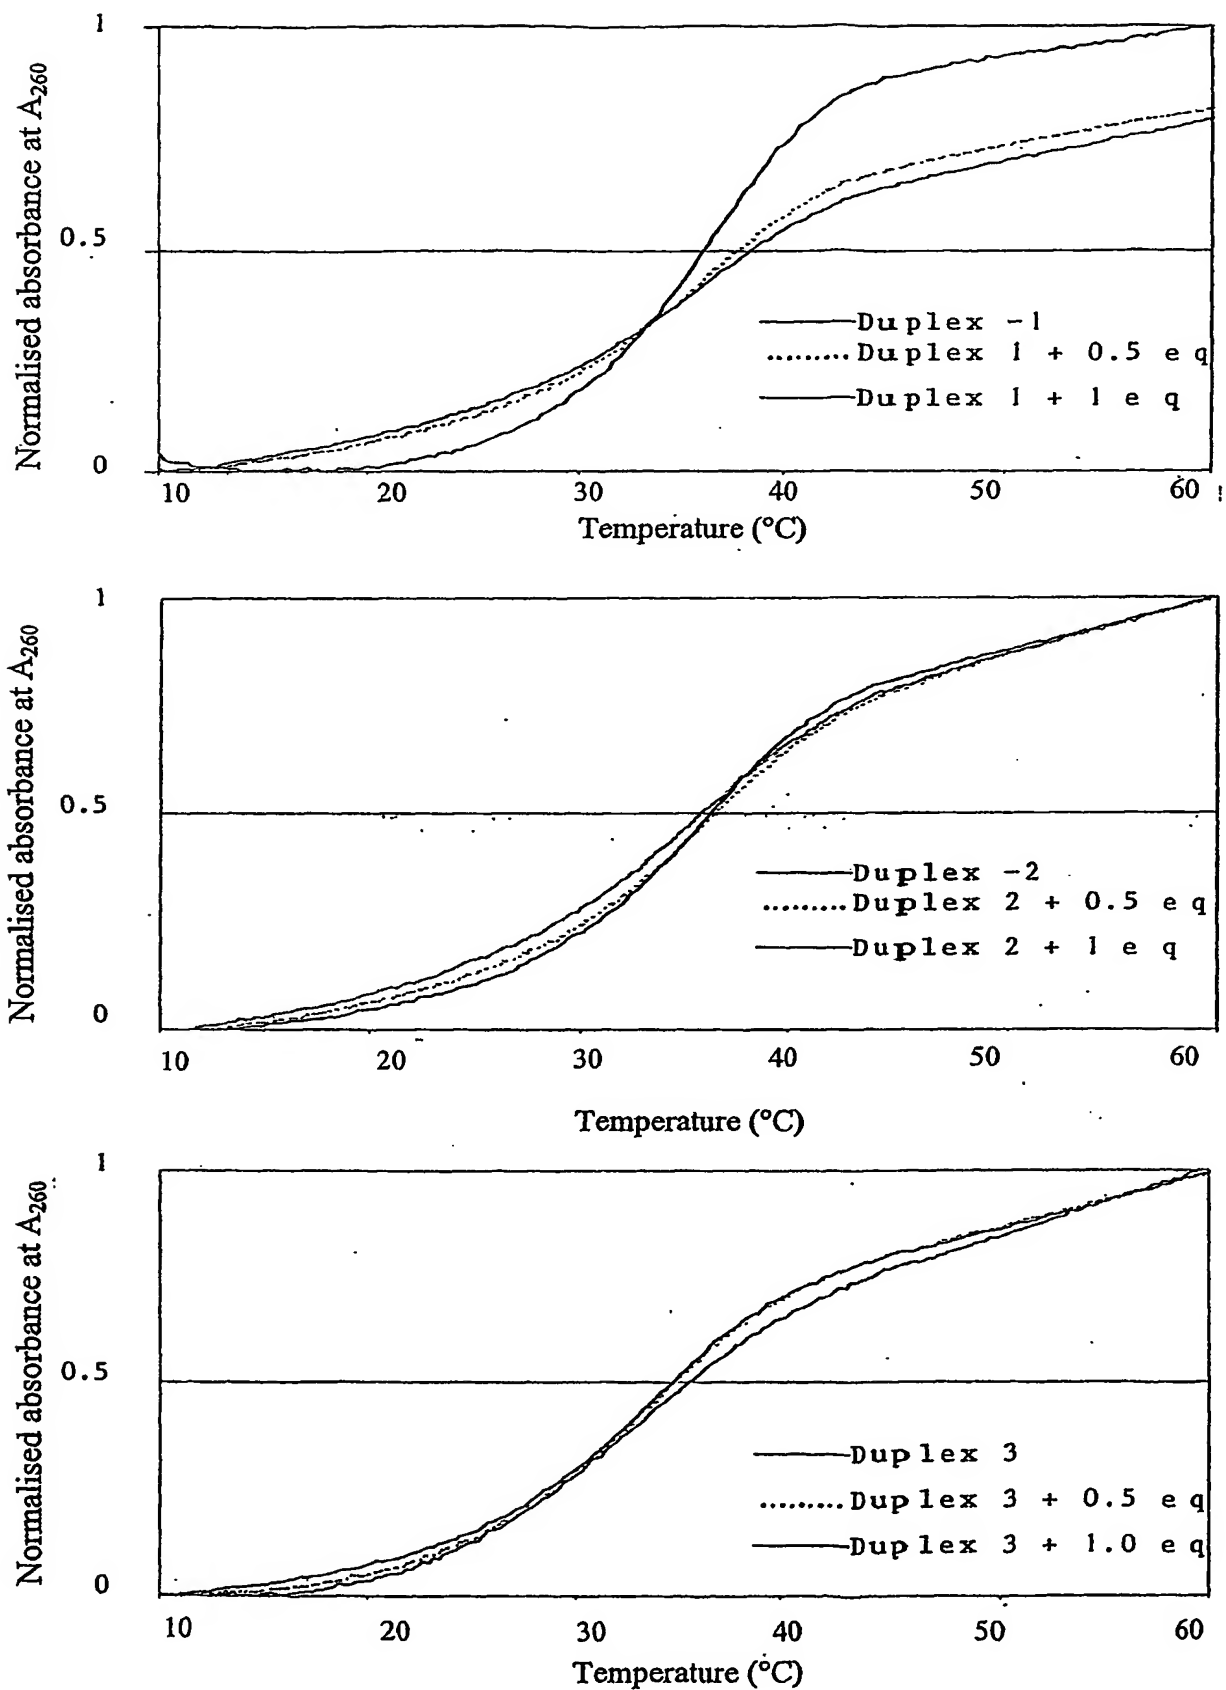 1
Normalised absorbance at A260
0.5
Duplex -1
Duplex 1 + 0.5 eq
Duplex 1 + 1 eq
0
10 20 30 40 50 60
Temperature (°C)
1
Normalised absorbance at A260
0.5
Duplex -2
Duplex 2 + 0.5 eq
Duplex 2 + 1 eq
0
10 20 30 40 50 60
Temperature (°C)
1
Normalised absorbance at A260
0.5
Duplex 3
Duplex 3 + 0.5 eq
Duplex 3 + 1.0 eq
0
10 20 30 40 50 60
Temperature (°C)